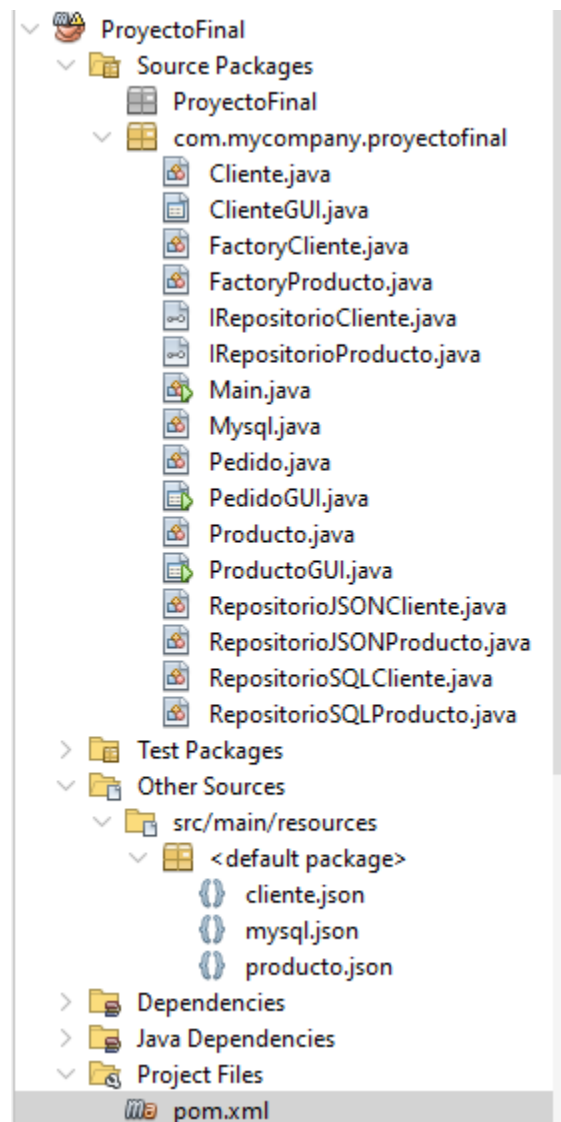 ProyectoFinal
Source Packages
ProyectoFinal
com.mycompany.proyectofinal
Cliente.java
ClienteGUI.java
FactoryCliente.java
FactoryProducto.java
IRepositorioCliente.java
IRepositorioProducto.java
Main.java
Mysql.java
Pedido.java
PedidoGUI.java
Producto.java
ProductoGUI.java
RepositorioJSONCliente.java
RepositorioJSONProducto.java
RepositorioSQLCliente.java
RepositorioSQLProducto.java
Test Packages
Other Sources
src/main/resources
<default package>
cliente.json
mysql.json
producto.json
Dependencies
Java Dependencies
Project Files
pom.xml